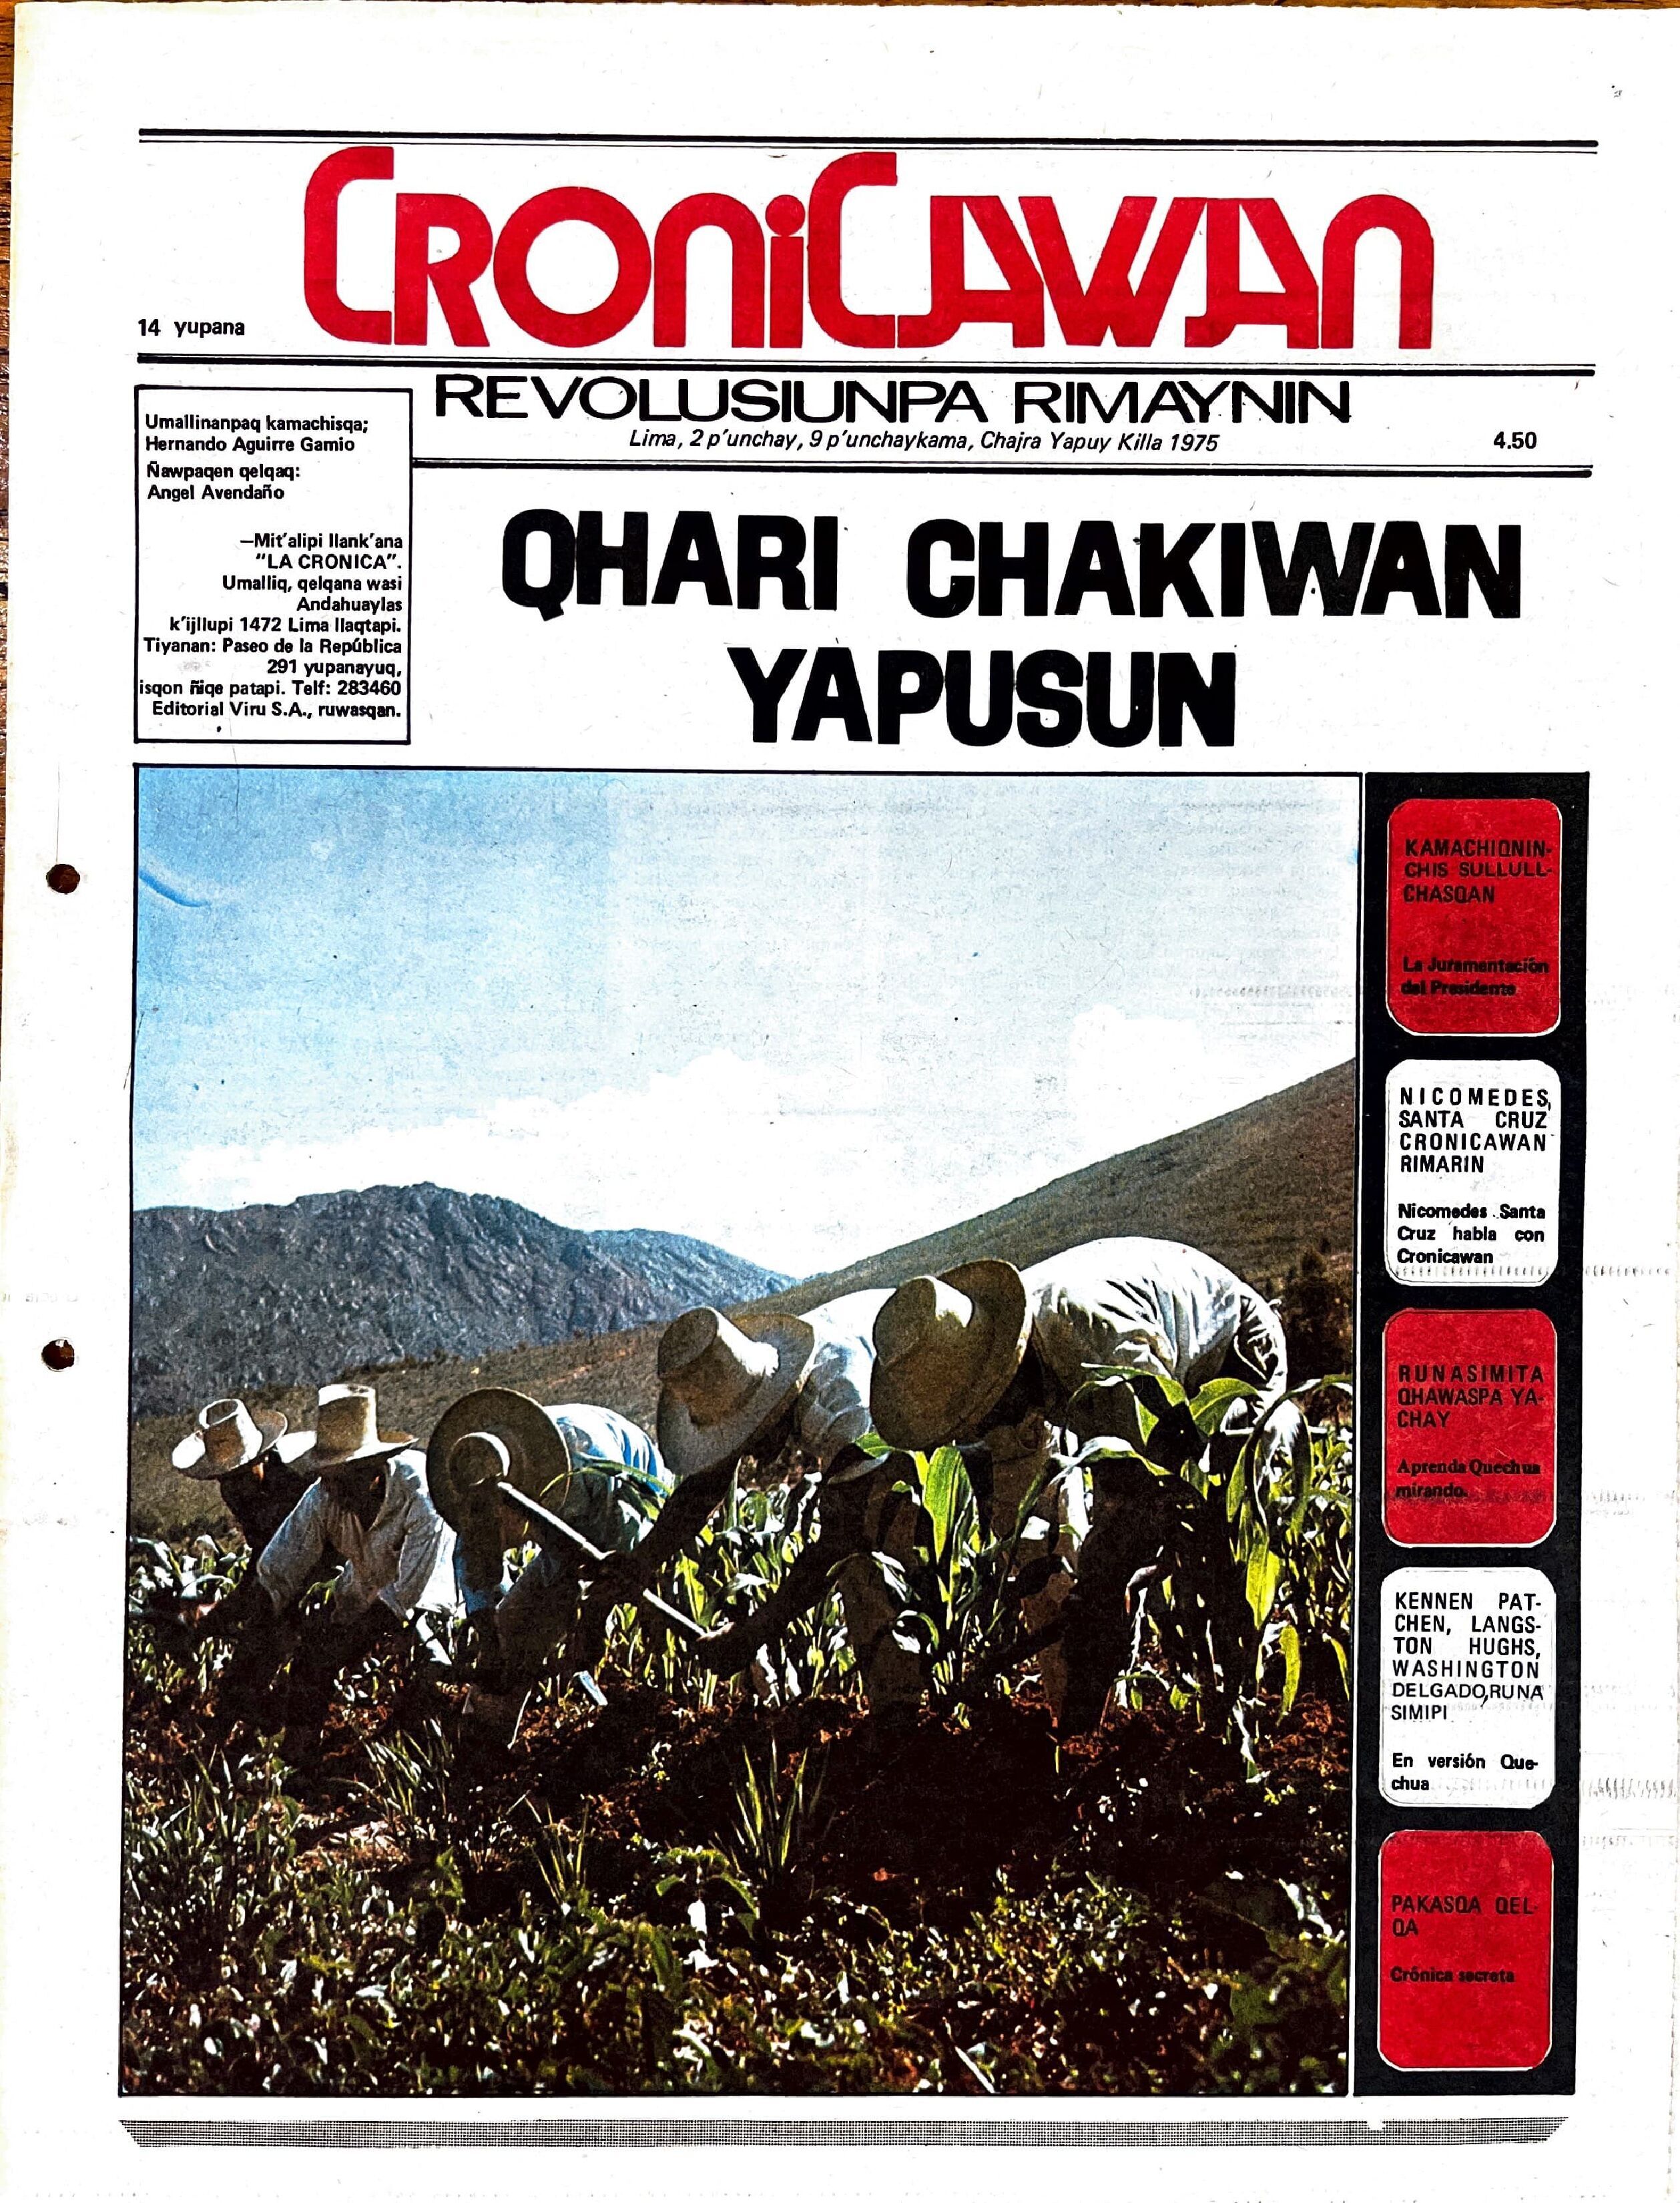 CRONICAWAN
14 yupana
REVOLUSIUNPA RIMAYNIN
Lima, 2 p'unchay, 9 p'unchaykama, Chajra Yapuy Killa 1975
4.50
Umallinanpaq kamachisqa;
Hernando Aguirre Gamio
Ñawpaqen qelqaq:
Angel Avendaño
—Mit'alipi llank'ana
"LA CRONICA".
Umalliq, qelqana wasi
Andahuaylas
k'ijllupi 1472 Lima llaqtapi.
Tiyanan: Paseo de la República
291 yupanayuq,
isqon ñiqe patapi. Telf: 283460
Editorial Viru S.A., ruwasqan.
QHARI CHAKIWAN
YAPUSUN
KAMACHIQNIN-
CHIS SULLULL-
CHASQAN
La Juramentación
del Presidente
NICOMEDES,
SANTA CRUZ
CRONICAWAN
RIMARIN
Nicomedes Santa
Cruz habla con
Cronicawan
RUNASIMITA
QHAWASPA YA-
CHAY
Aprenda Quechua
mirando.
KENNEN PAT-
CHEN, LANGS-
TON HUGHS,
WASHINGTON
DELGADO,RUNA
SIMIPI
En versión Que-
chua
PAKASQA QEL-
QA
Crónica secreta